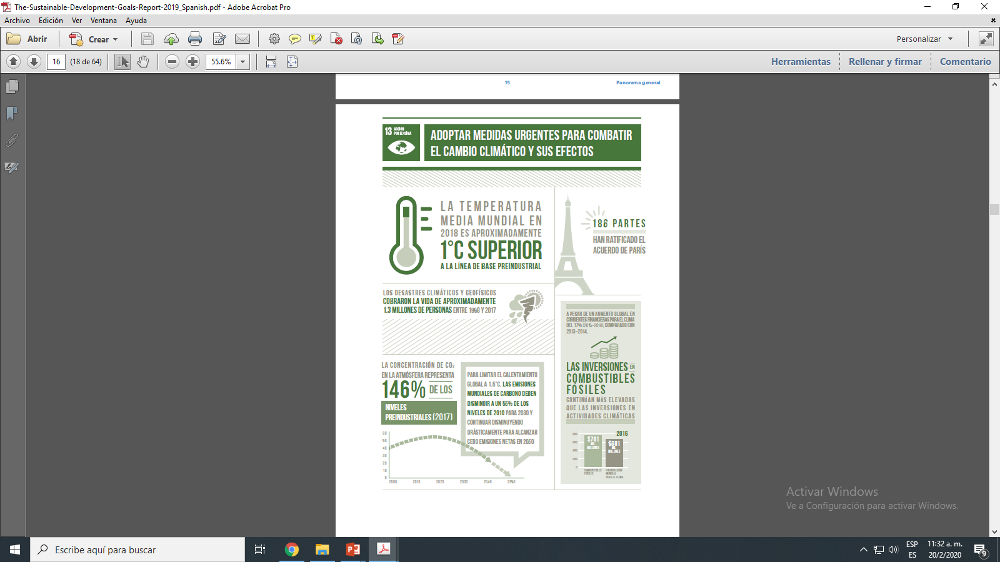 The-Sustainable-Development-Goals-Report-2019_Spanish.pdf - Adobe Acrobat Pro
Archivo Edición Ver Ventana Ayuda
Abrir Crear Personalizar
16 (18 de 64) 55.6% Herramientas Rellenar y firmar Comentario
15 Panorama general
13 ACCIÓN
POR EL CLIMA
ADOPTAR MEDIDAS URGENTES PARA COMBATIR
EL CAMBIO CLIMÁTICO Y SUS EFECTOS
LA TEMPERATURA
MEDIA MUNDIAL EN
2018 ES APROXIMADAMENTE
1°C SUPERIOR
A LA LÍNEA DE BASE PREINDUSTRIAL
186 PARTES
HAN RATIFICADO EL
ACUERDO DE PARÍS
LOS DESASTRES CLIMÁTICOS Y GEOFÍSICOS
COBRARON LA VIDA DE APROXIMADAMENTE
1.3 MILLONES DE PERSONAS ENTRE 1998 Y 2017
A PESAR DE UN AUMENTO GLOBAL EN
CORRIENTES FINANCIERAS PARA EL CLIMA
DEL 17% (2015-2016), COMPARADO CON
2013-2014,
LAS INVERSIONES EN
COMBUSTIBLES
FÓSILES
CONTINÚAN MÁS ELEVADAS
QUE LAS INVERSIONES EN
ACTIVIDADES CLIMÁTICAS
2016
800
600
400
200
0
$781
MIL
MILLONES
$681
MIL
MILLONES
COMBUSTIBLES
FÓSILES
FINANCIACIÓN
MUNDIAL
PARA EL CLIMA
LA CONCENTRACIÓN DE CO₂
EN LA ATMÓSFERA REPRESENTA
146% DE LOS
NIVELES
PREINDUSTRIALES (2017)
PARA LIMITAR EL CALENTAMIENTO
GLOBAL A 1.5°C, LAS EMISIONES
MUNDIALES DE CARBONO DEBEN
DISMINUIR A UN 55% DE LOS
NIVELES DE 2010 PARA 2030 Y
CONTINUAR DISMINUYENDO
DRÁSTICAMENTE PARA ALCANZAR
CERO EMISIONES NETAS EN 2050
60
50
40
30
20
10
0
2000 2010 2020 2030 2040 2050
Activar Windows
Ve a Configuración para activar Windows.
Escribe aquí para buscar
ESP
ES
11:32 a. m.
20/2/2020
9